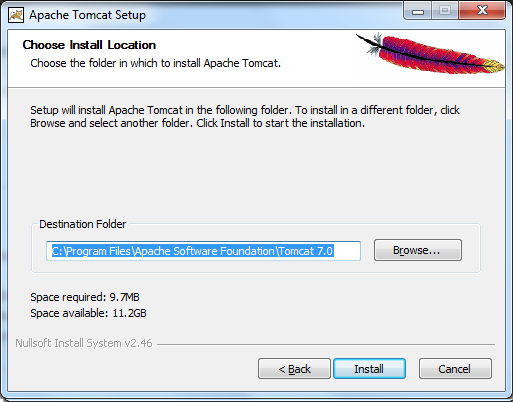 Apache Tomcat Setup
Choose Install Location
Choose the folder in which to install Apache Tomcat.
Setup will install Apache Tomcat in the following folder. To install in a different folder, click
Browse and select another folder. Click Install to start the installation.
Destination Folder
C:\Program Files\Apache Software Foundation\Tomcat 7.0
Browse...
Space required: 9.7MB
Space available: 11.2GB
Nullsoft Install System v2.46
< Back
Install
Cancel